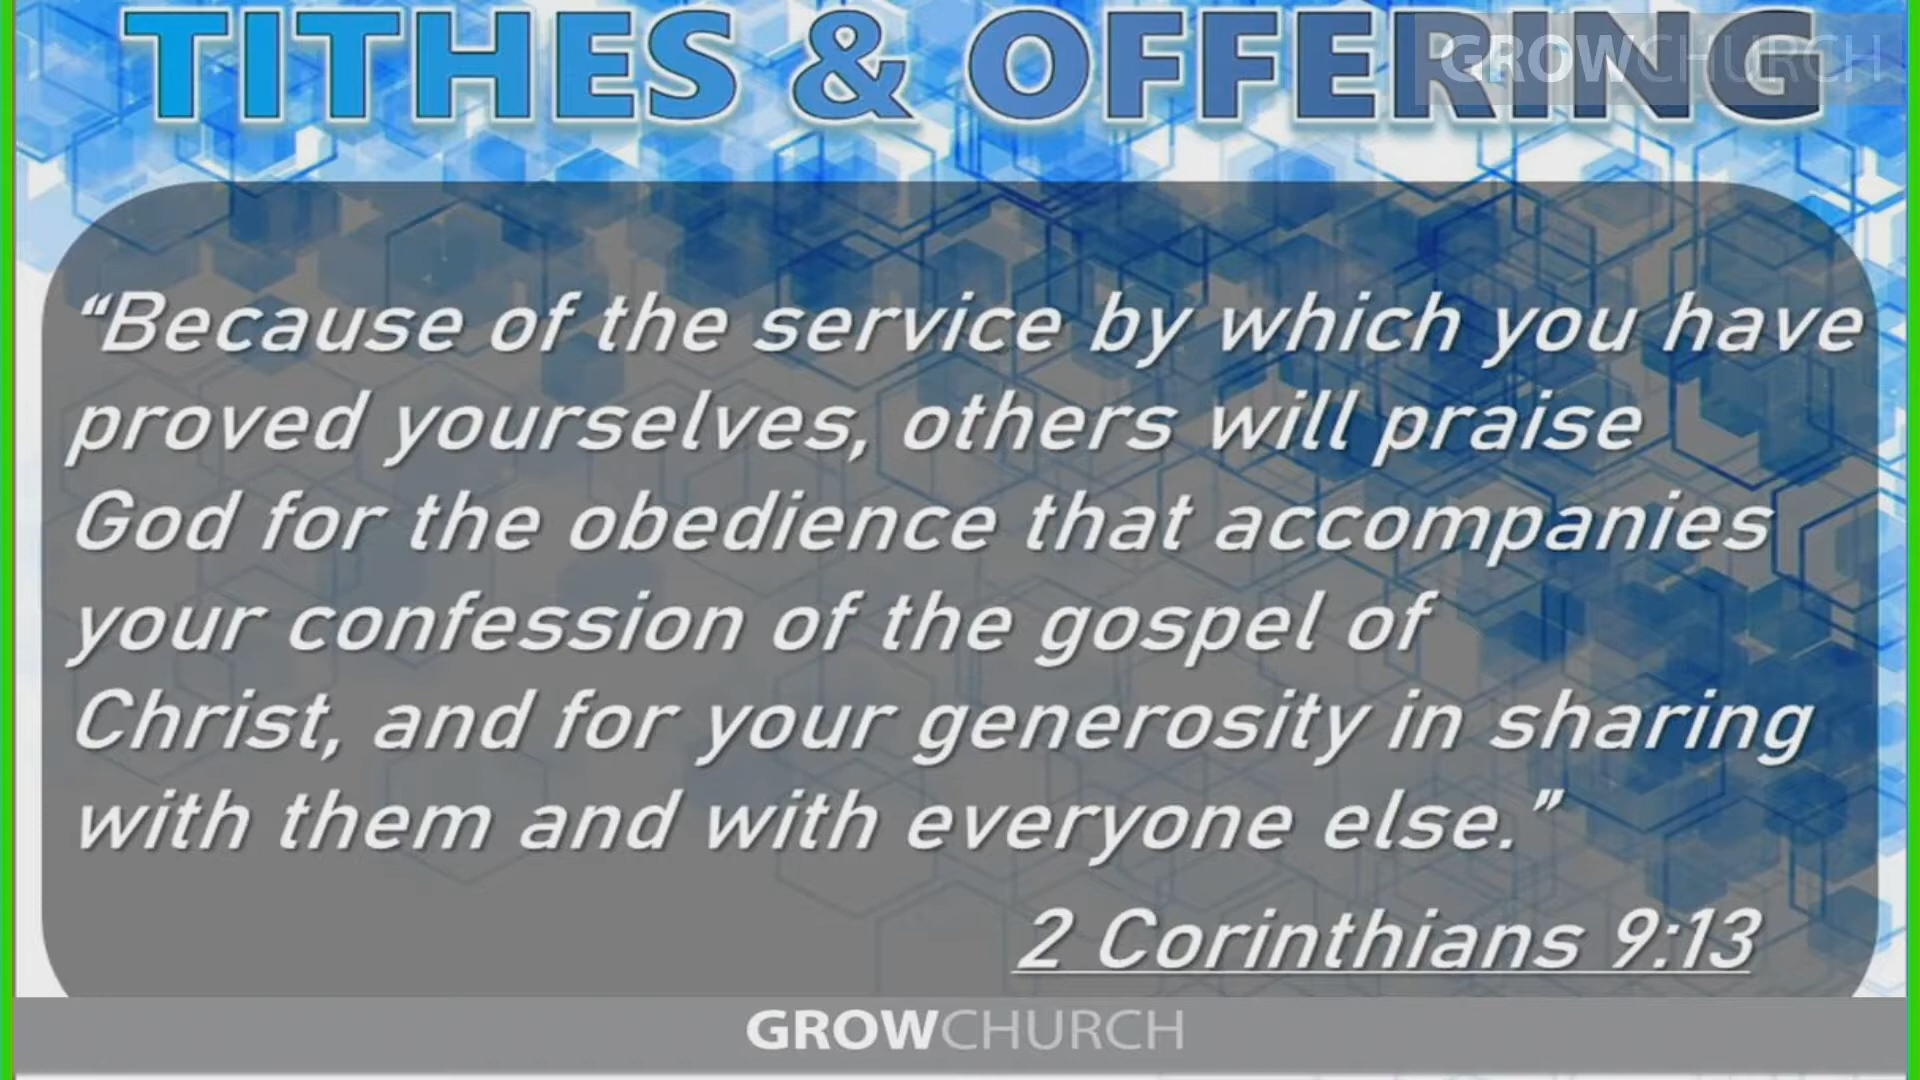 TITHES & OFFERING
GROWCHURCH
“Because of the service by which you have
proved yourselves, others will praise
God for the obedience that accompanies
your confession of the gospel of
Christ, and for your generosity in sharing
with them and with everyone else.”
2 Corinthians 9:13
GROWCHURCH